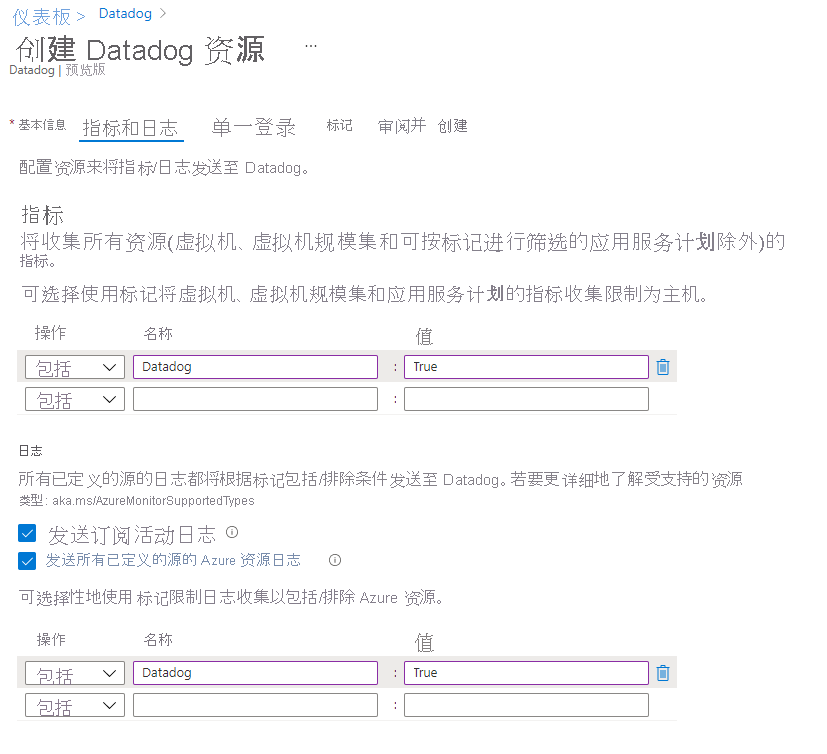 仪表板 > Datadog >
创建 Datadog 资源 ...
Datadog | 预览版
* 基本信息 指标和日志 单一登录 标记 审阅并 创建
配置资源来将指标/日志发送至 Datadog。
指标
将收集所有资源(虚拟机、虚拟机规模集和可按标记进行筛选的应用服务计划除外)的
指标。
可选择使用标记将虚拟机、虚拟机规模集和应用服务计划的指标收集限制为主机。
操作 名称 值
包括 Datadog : True
包括 :
日志
所有已定义的源的日志都将根据标记包括/排除条件发送至 Datadog。若要更详细地了解受支持的资源
类型: aka.ms/AzureMonitorSupportedTypes
发送订阅活动日志
发送所有已定义的源的 Azure 资源日志
可选择性地使用 标记限制日志收集以包括/排除 Azure 资源。
操作 名称 值
包括 Datadog : True
包括 :